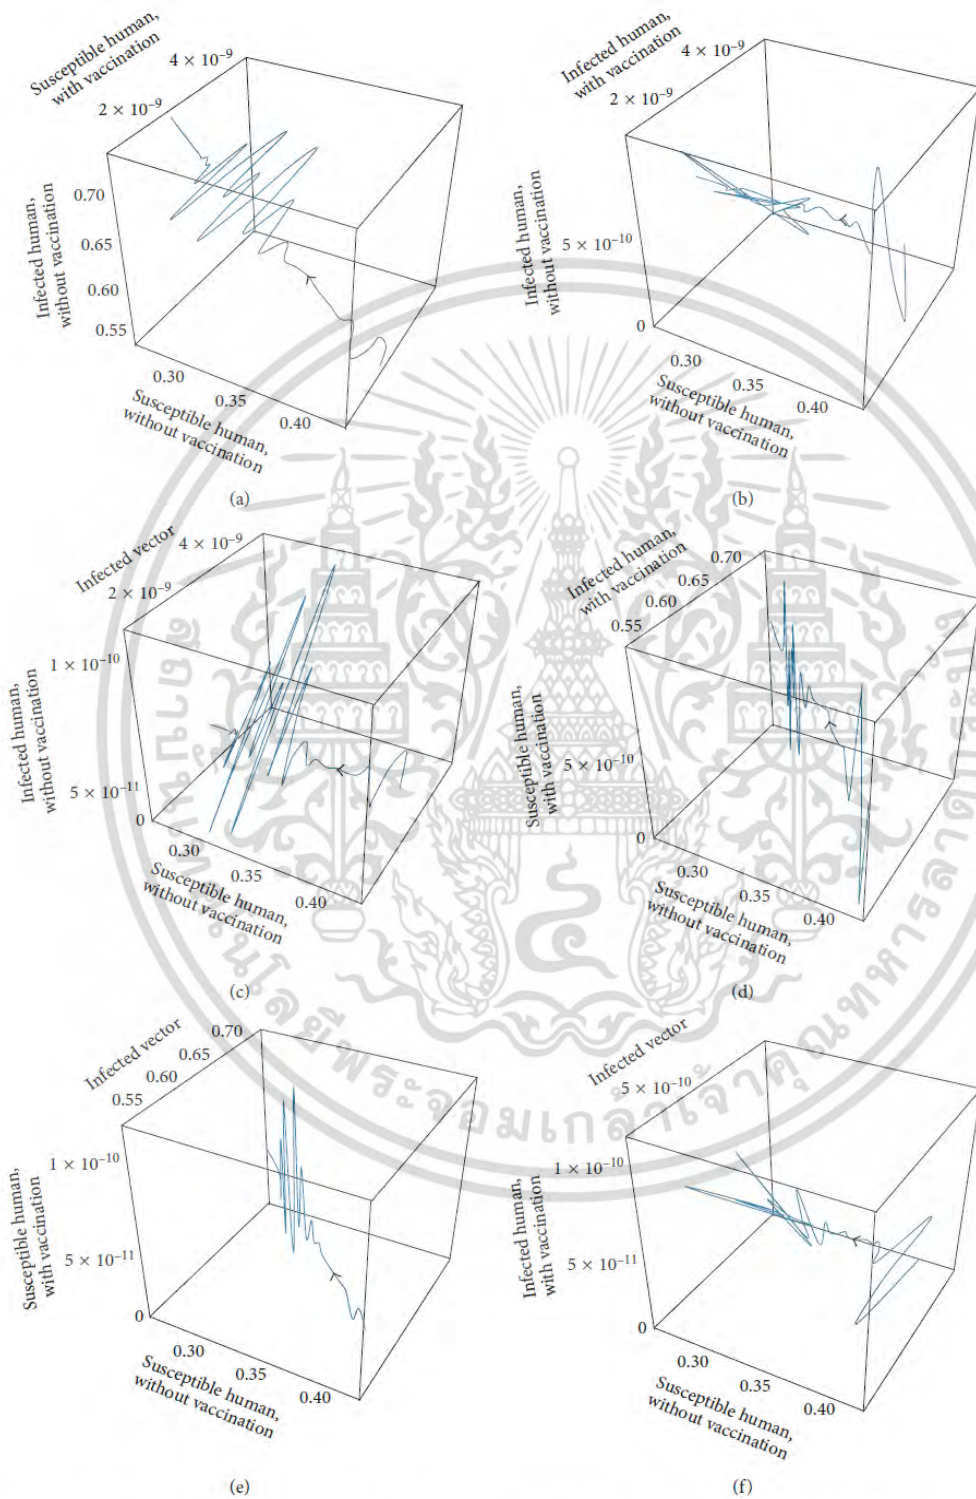 Susceptible human,
with vaccination
4 × 10⁻⁹
2 × 10⁻⁹
Infected human,
without vaccination
0.70
0.65
0.60
0.55
0.30
0.35
0.40
Susceptible human,
without vaccination
(a)
Infected human,
with vaccination
4 × 10⁻⁹
2 × 10⁻⁹
Infected human,
without vaccination
5 × 10⁻¹⁰
0
0.30
0.35
0.40
Susceptible human,
without vaccination
(b)
Infected vector
4 × 10⁻⁹
2 × 10⁻⁹
Infected human,
without vaccination
1 × 10⁻¹⁰
5 × 10⁻¹¹
0
0.30
0.35
0.40
Susceptible human,
without vaccination
(c)
Infected human,
with vaccination
0.70
0.65
0.60
0.55
Susceptible human,
with vaccination
5 × 10⁻¹⁰
0
0.30
0.35
0.40
Susceptible human,
without vaccination
(d)
Infected vector
0.70
0.65
0.60
0.55
Susceptible human,
with vaccination
1 × 10⁻¹⁰
5 × 10⁻¹¹
0
0.30
0.35
0.40
Susceptible human,
without vaccination
(e)
Infected vector
5 × 10⁻¹⁰
Infected human,
with vaccination
1 × 10⁻¹⁰
5 × 10⁻¹¹
0
0.30
0.35
0.40
Susceptible human,
without vaccination
(f)